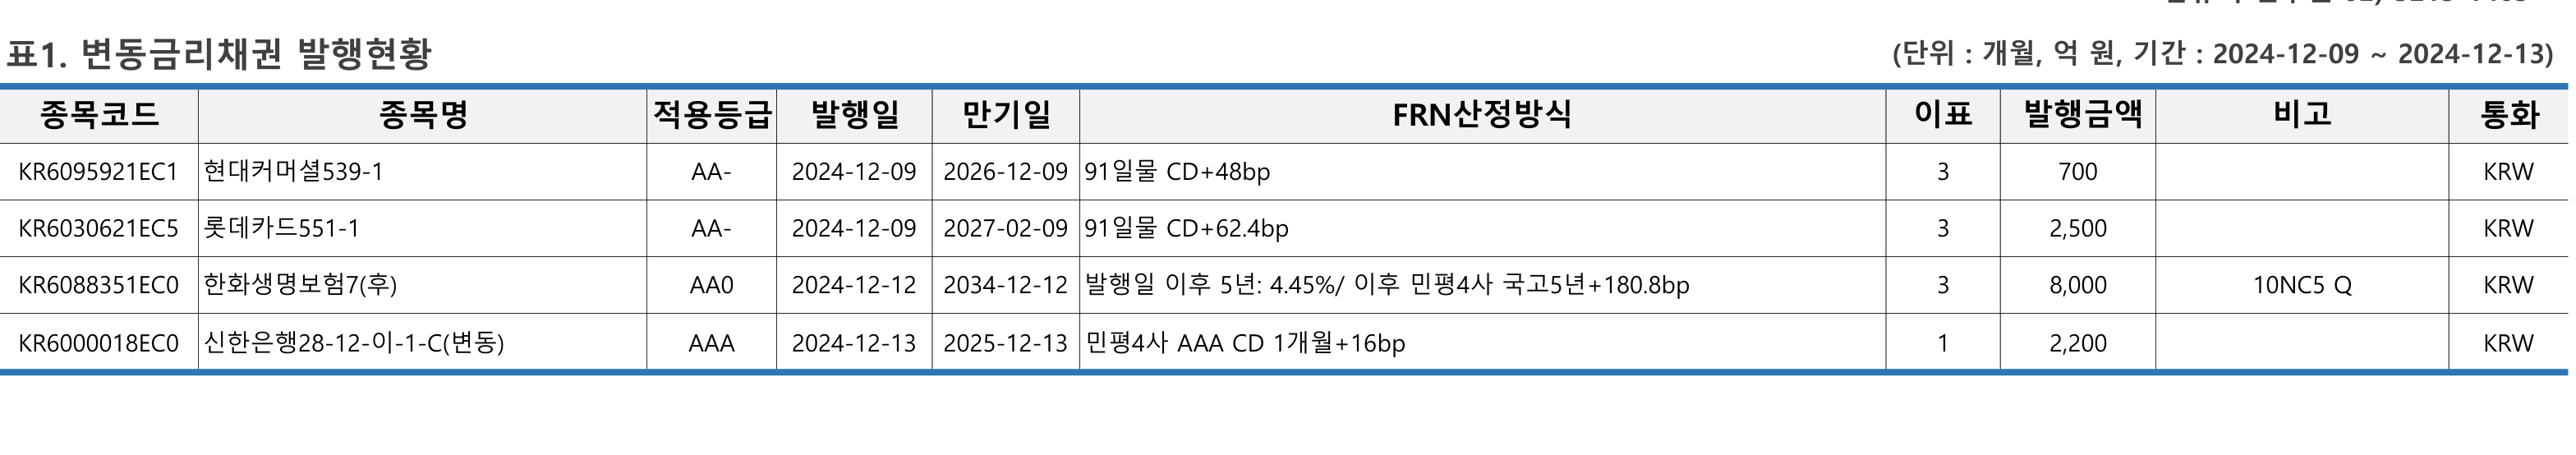 표1. 변동금리채권 발행현황 (단위 : 개월, 억 원, 기간 : 2024-12-09 ~ 2024-12-13)
종목코드 종목명 적용등급 발행일 만기일 FRN산정방식 이표 발행금액 비고 통화
KR6095921EC1 현대커머셜539-1 AA- 2024-12-09 2026-12-09 91일물 CD+48bp 3 700 KRW
KR6030621EC5 롯데카드551-1 AA- 2024-12-09 2027-02-09 91일물 CD+62.4bp 3 2,500 KRW
KR6088351EC0 한화생명보험7(후) AA0 2024-12-12 2034-12-12 발행일 이후 5년: 4.45%/ 이후 민평4사 국고5년+180.8bp 3 8,000 10NC5 Q KRW
KR6000018EC0 신한은행28-12-이-1-C(변동) AAA 2024-12-13 2025-12-13 민평4사 AAA CD 1개월+16bp 1 2,200 KRW